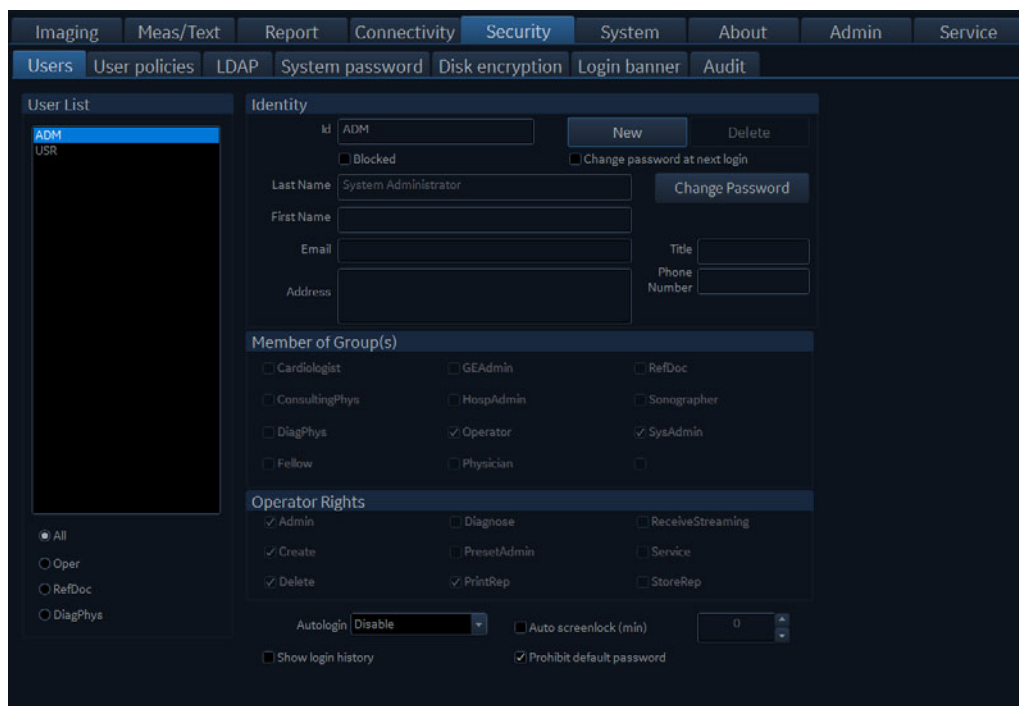 Imaging Meas/Text Report Connectivity Security System About Admin Service
Users User policies LDAP System password Disk encryption Login banner Audit
User List
ADM
USR
All
Oper
RefDoc
DiagPhys
Identity
Id ADM New Delete
Blocked Change password at next login
Last Name System Administrator Change Password
First Name
Email Title
Address Phone Number
Member of Group(s)
Cardiologist GEAdmin RefDoc
ConsultingPhys HospAdmin Sonographer
DiagPhys Operator SysAdmin
Fellow Physician
Operator Rights
Admin Diagnose ReceiveStreaming
Create PresetAdmin Service
Delete PrintRep StoreRep
Autologin Disable Auto screenlock (min) 0
Show login history Prohibit default password